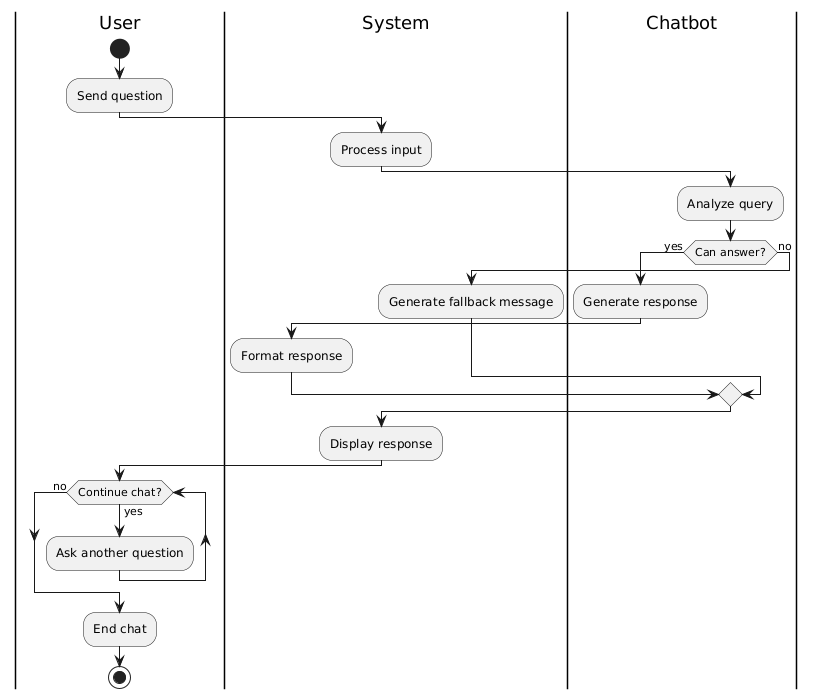 User
System
Chatbot
Send question
Process input
Analyze query
yes
Can answer?
no
Generate fallback message
Generate response
Format response
Display response
no
Continue chat?
yes
Ask another question
End chat